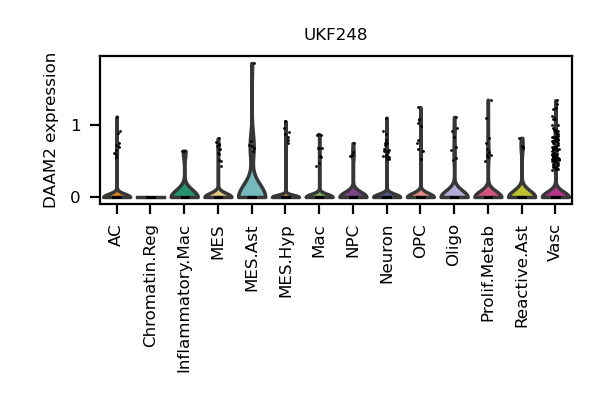 UKF248
DAAM2 expression
1
0
AC
Chromatin.Reg
Inflammatory.Mac
MES
MES.Ast
MES.Hyp
Mac
NPC
Neuron
OPC
Oligo
Prolif.Metab
Reactive.Ast
Vasc